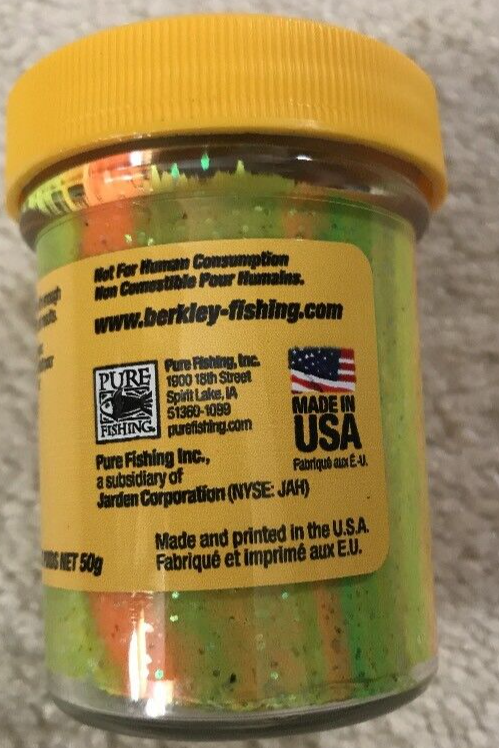 Not For Human Consumption
Non Comestible Pour Humains.
www.berkley-fishing.com
PURE
FISHING.
Pure Fishing, Inc.
1900 18th Street
Spirit Lake, IA
51360-1099
purefishing.com
MADE IN
USA
Fabriqué aux É.-U.
Pure Fishing Inc.,
a subsidiary of
Jarden Corporation (NYSE: JAH)
Made and printed in the U.S.A.
Fabriqué et imprimé aux E.U.
NET 50g